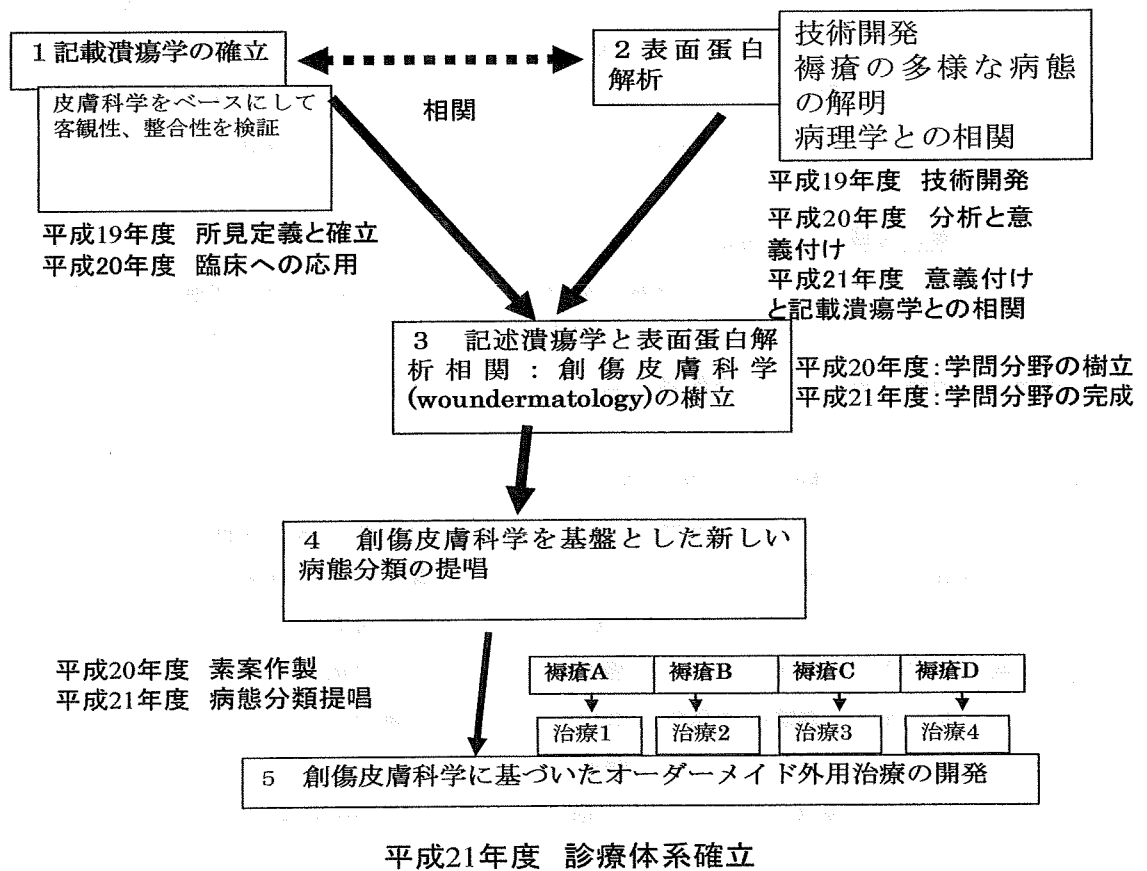 1 記載潰瘍学の確立
皮膚科学をベースにして
客観性、整合性を検証
平成19年度 所見定義と確立
平成20年度 臨床への応用
相関
2 表面蛋白
解析
技術開発
褥瘡の多様な病態
の解明
病理学との相関
平成19年度 技術開発
平成20年度 分析と意
義付け
平成21年度 意義付け
と記載潰瘍学との相関
3 記述潰瘍学と表面蛋白解
析相関:創傷皮膚科学
(woundermatology)の樹立
平成20年度:学問分野の樹立
平成21年度:学問分野の完成
4 創傷皮膚科学を基盤とした新しい
病態分類の提唱
平成20年度 素案作製
平成21年度 病態分類提唱
褥瘡A 褥瘡B 褥瘡C 褥瘡D
治療1 治療2 治療3 治療4
5 創傷皮膚科学に基づいたオーダーメイド外用治療の開発
平成21年度 診療体系確立